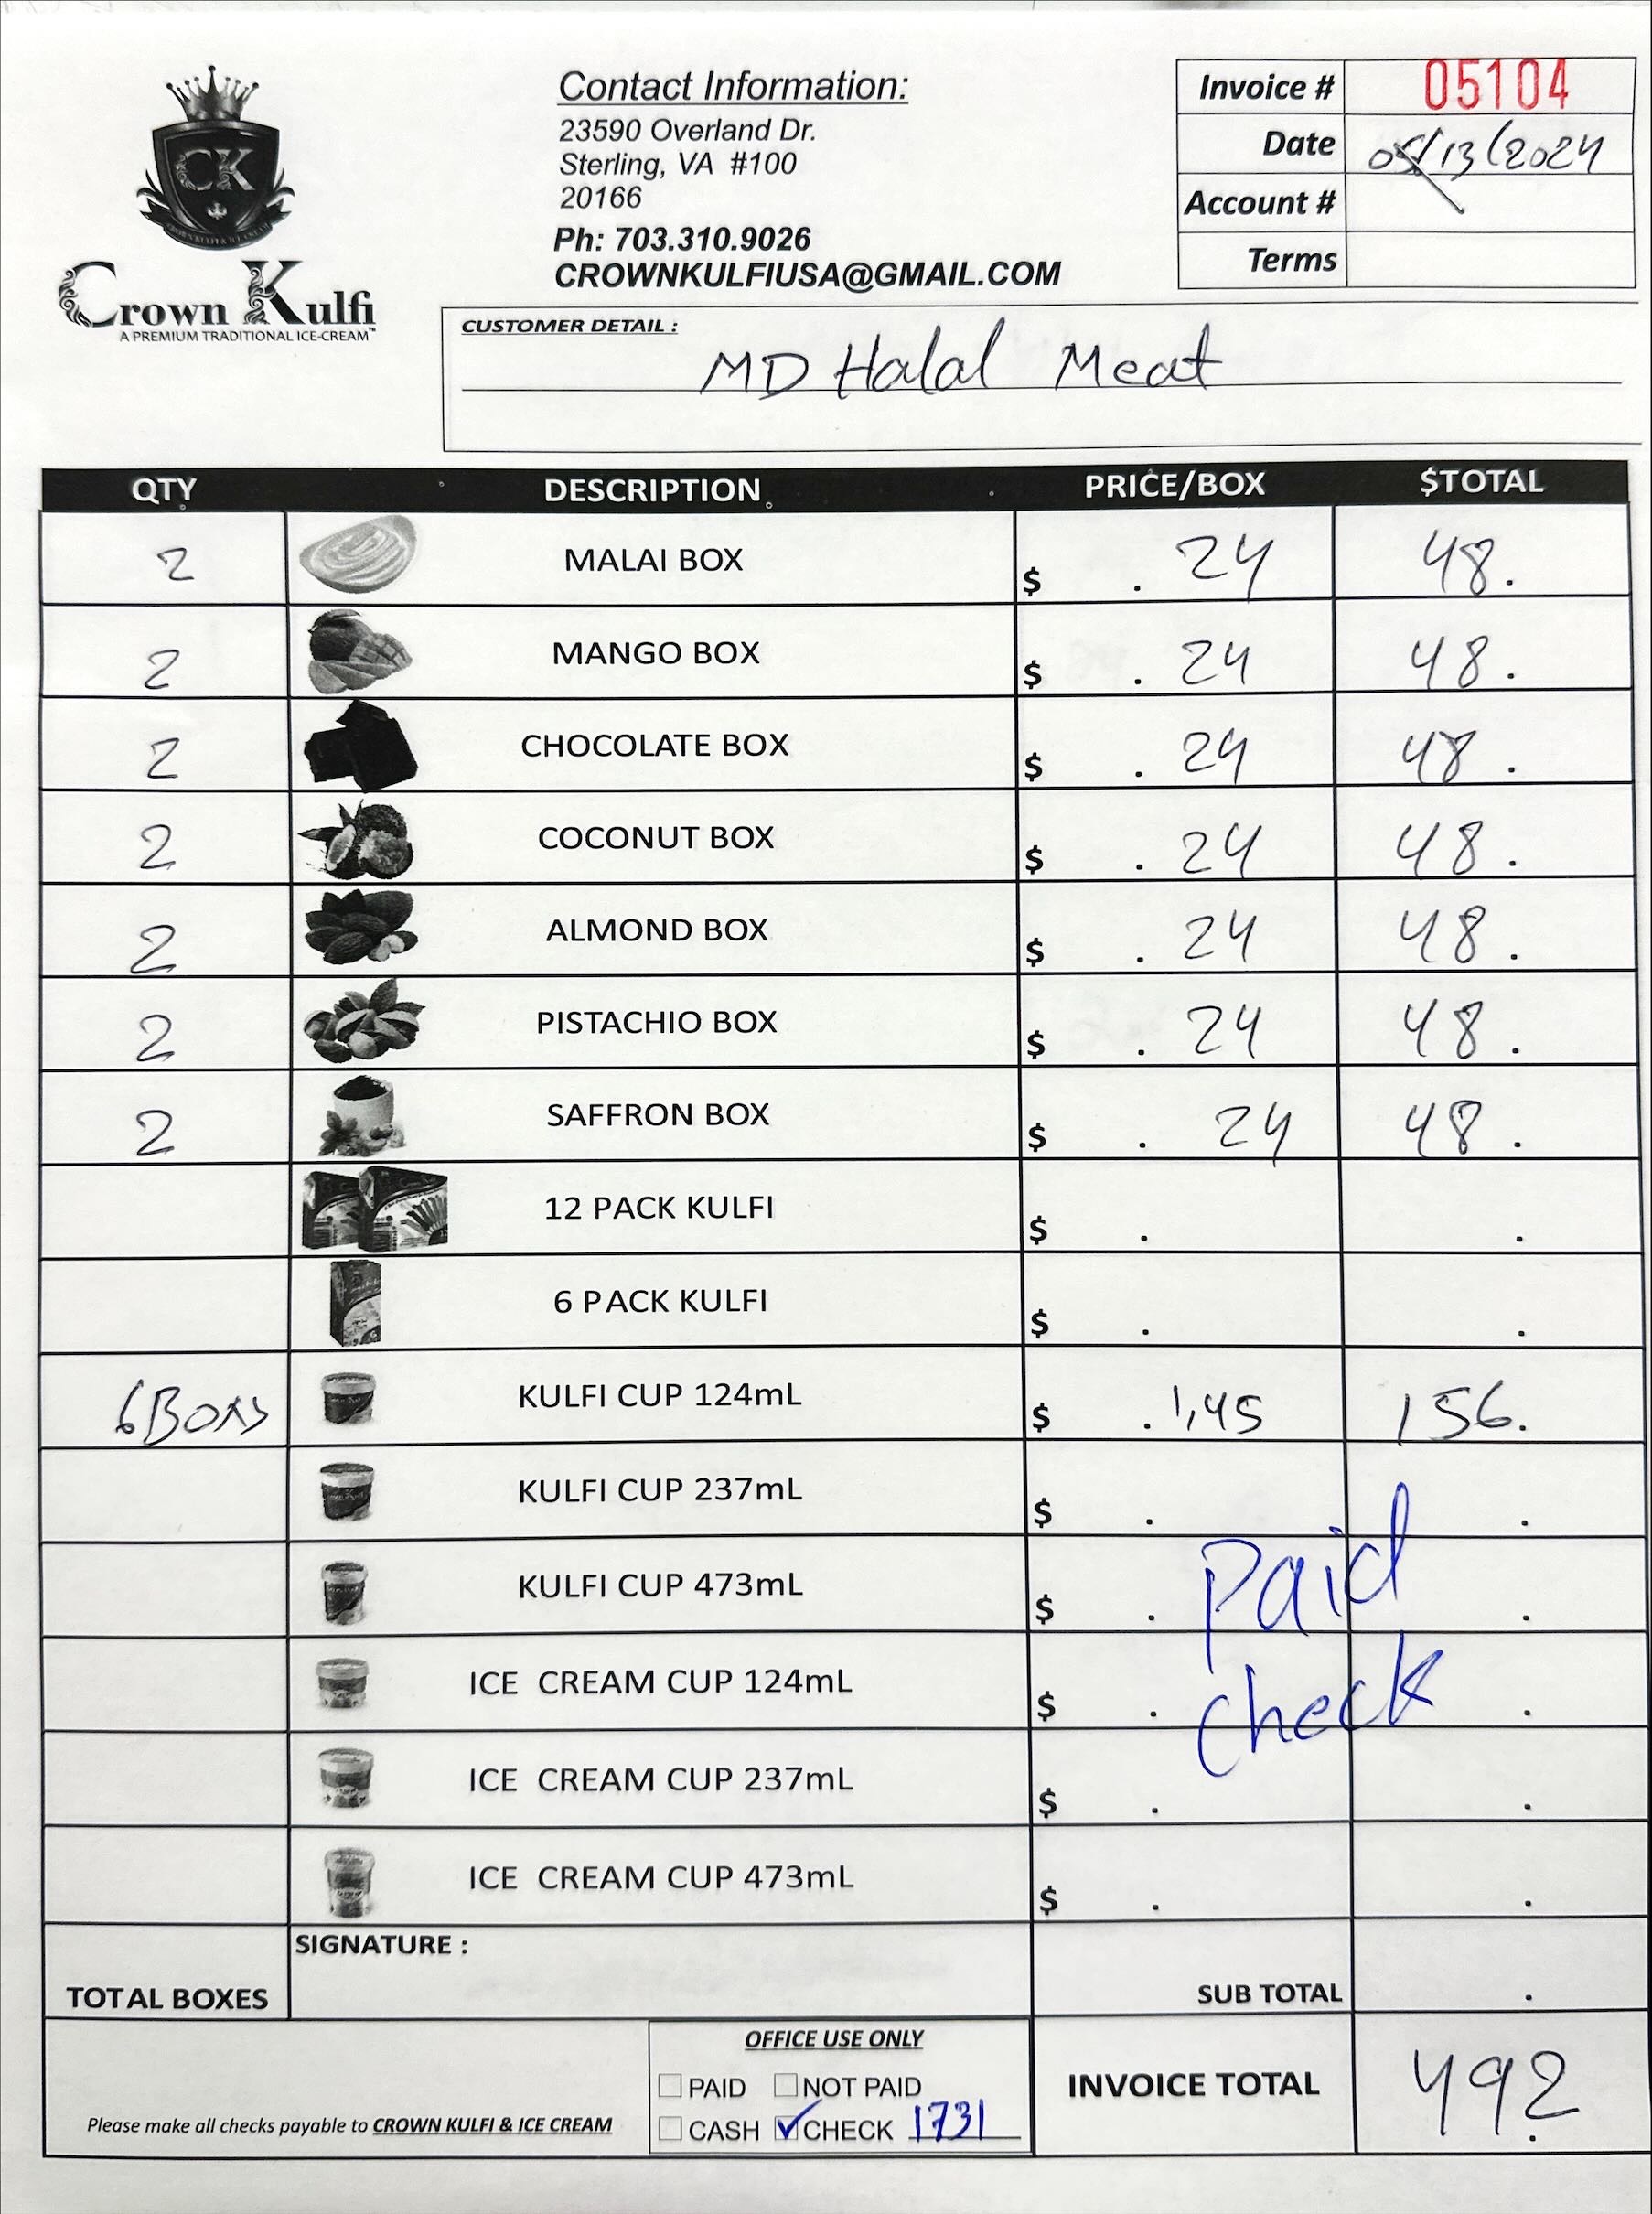 CK
Crown Kulfi
A PREMIUM TRADITIONAL ICE-CREAM™
Contact Information:
23590 Overland Dr.
Sterling, VA #100
20166
Ph: 703.310.9026
CROWNKULFIUSA@GMAIL.COM
Invoice # 05104
Date 05/13/2024
Account #
Terms
CUSTOMER DETAIL :
MD Halal Meat
QTY DESCRIPTION PRICE/BOX $TOTAL
2 MALAI BOX $ . 24 48.
2 MANGO BOX $ . 24 48.
2 CHOCOLATE BOX $ . 24 48.
2 COCONUT BOX $ . 24 48.
2 ALMOND BOX $ . 24 48.
2 PISTACHIO BOX $ . 24 48.
2 SAFFRON BOX $ . 24 48.
12 PACK KULFI $ . .
6 PACK KULFI $ . .
6 KULFI CUP 124mL $ . 1,45 156.
KULFI CUP 237mL $ . .
KULFI CUP 473mL $ . Paid .
ICE CREAM CUP 124mL $ . check .
ICE CREAM CUP 237mL $ . .
ICE CREAM CUP 473mL $ . .
SIGNATURE :
TOTAL BOXES SUB TOTAL .
OFFICE USE ONLY
PAID NOT PAID
CASH CHECK 1731
Please make all checks payable to CROWN KULFI & ICE CREAM
INVOICE TOTAL 492.